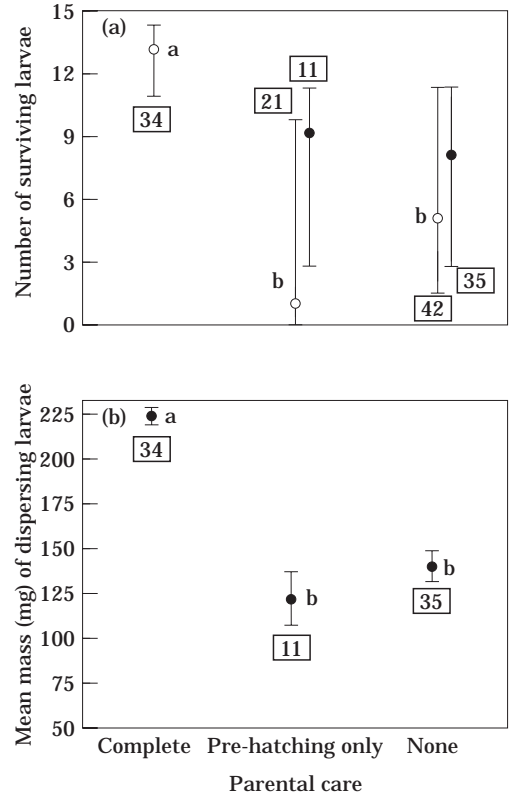 Number of surviving larvae
15
12
9
6
3
0
(a)
a
34
21
11
b
b
42
35
Mean mass (mg) of dispersing larvae
225
200
175
150
125
100
75
50
(b)
a
34
b
11
b
35
Complete Pre-hatching only None
Parental care